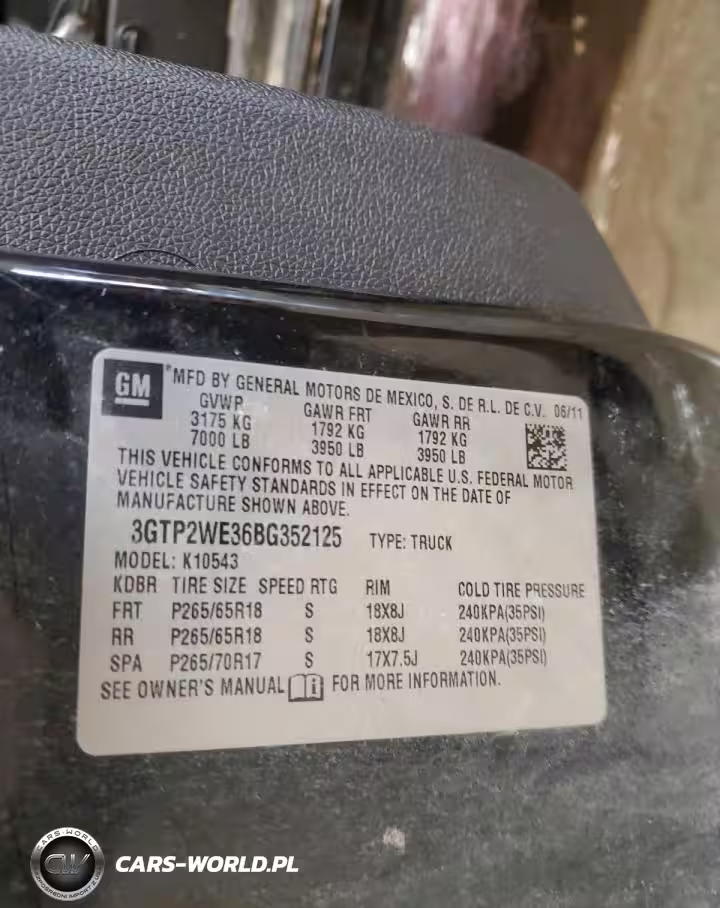 GM
*MFD BY GENERAL MOTORS DE MEXICO, S. DE R.L. DE C.V. 06/11
GVWR GAWR FRT GAWR RR
3175 KG 1792 KG 1792 KG
7000 LB 3950 LB 3950 LB
THIS VEHICLE CONFORMS TO ALL APPLICABLE U.S. FEDERAL MOTOR
VEHICLE SAFETY STANDARDS IN EFFECT ON THE DATE OF
MANUFACTURE SHOWN ABOVE.
3GTP2WE36BG352125 TYPE: TRUCK
MODEL: K10543
KDBR TIRE SIZE SPEED RTG RIM COLD TIRE PRESSURE
FRT P265/65R18 S 18X8J 240KPA(35PSI)
RR P265/65R18 S 18X8J 240KPA(35PSI)
SPA P265/70R17 S 17X7.5J 240KPA(35PSI)
SEE OWNER'S MANUAL i FOR MORE INFORMATION.
CARS-WORLD
CW
CARS-WORLD.PL